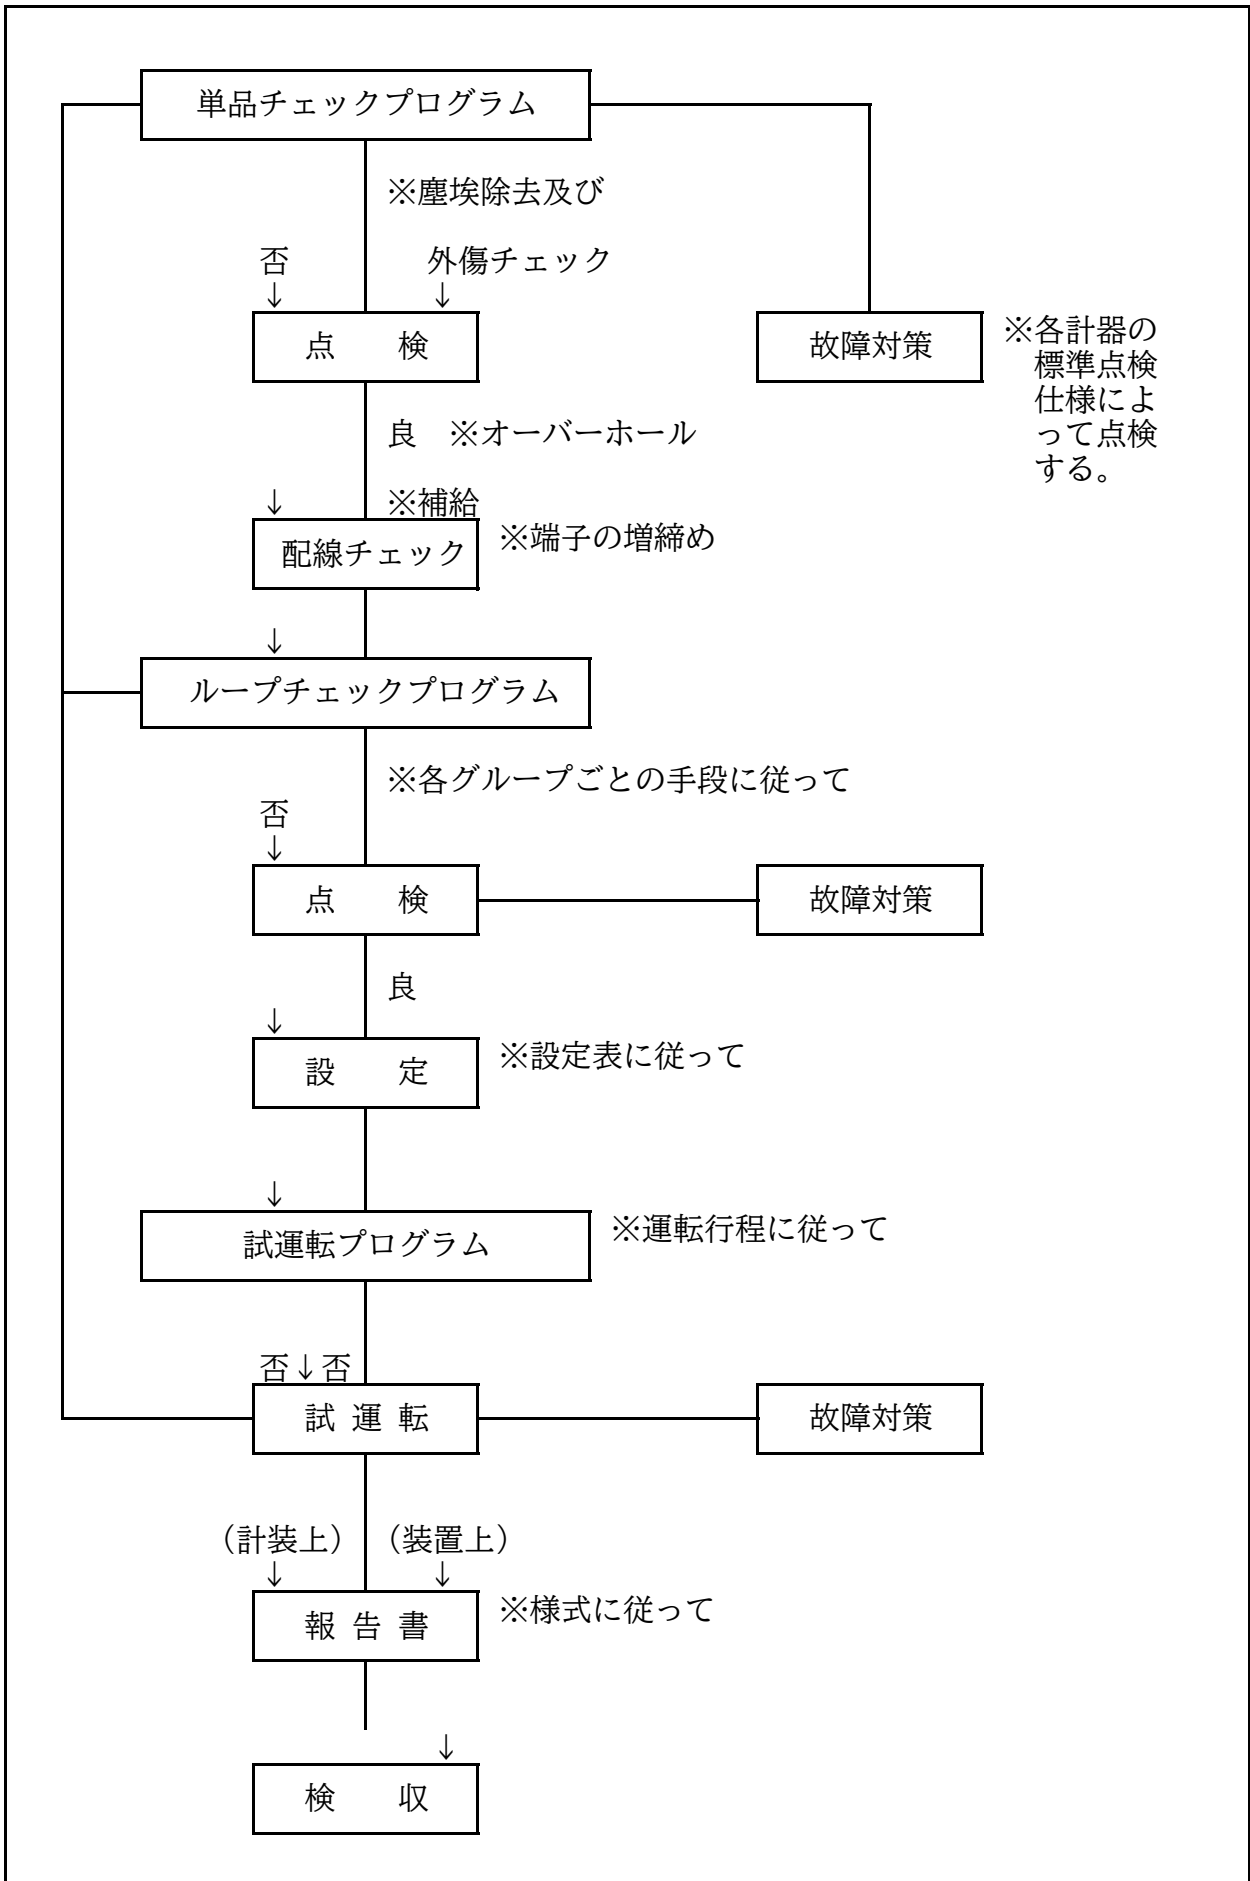 単品チェックプログラム
※塵埃除去及び
否　外傷チェック
↓　↓
点　検
故障対策
※各計器の
標準点検
仕様によ
って点検
する。
良　※オーバーホール
↓　※補給
※端子の増締め
配線チェック
↓
ループチェックプログラム
※各グループごとの手段に従って
否
↓
点　検
故障対策
良
↓
設　定
※設定表に従って
↓
試運転プログラム
※運転行程に従って
否↓否
試 運 転
故障対策
（計装上）（装置上）
↓　↓
報 告 書
※様式に従って
↓
検　収